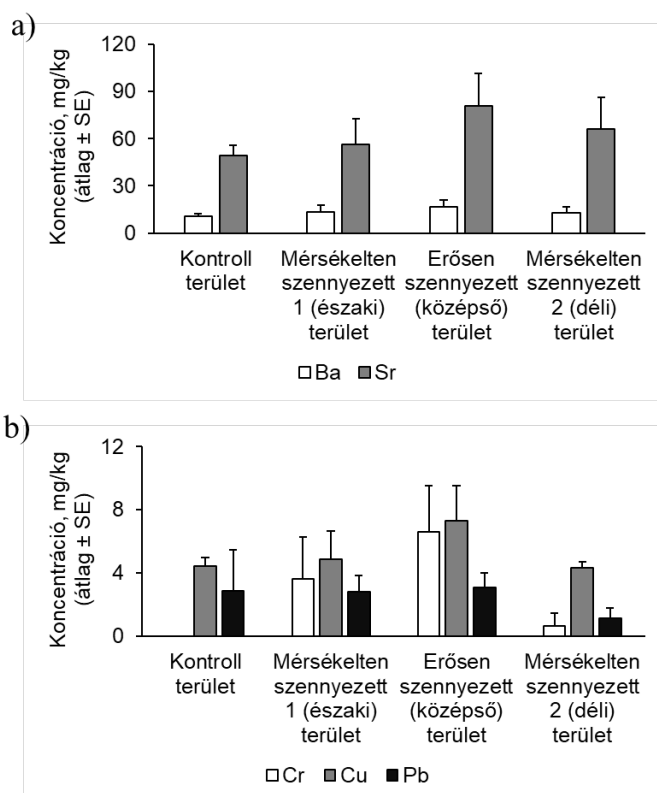 a)
Koncentráció, mg/kg
(átlag ± SE)
120
90
60
30
0
Kontroll
terület
Mérsékelten
szennyezett
1 (északi)
terület
Erősen
szennyezett
(középső)
terület
Mérsékelten
szennyezett
2 (déli)
terület
Ba Sr
b)
Koncentráció, mg/kg
(átlag ± SE)
12
8
4
0
Kontroll
terület
Mérsékelten
szennyezett
1 (északi)
terület
Erősen
szennyezett
(középső)
terület
Mérsékelten
szennyezett
2 (déli)
terület
Cr Cu Pb